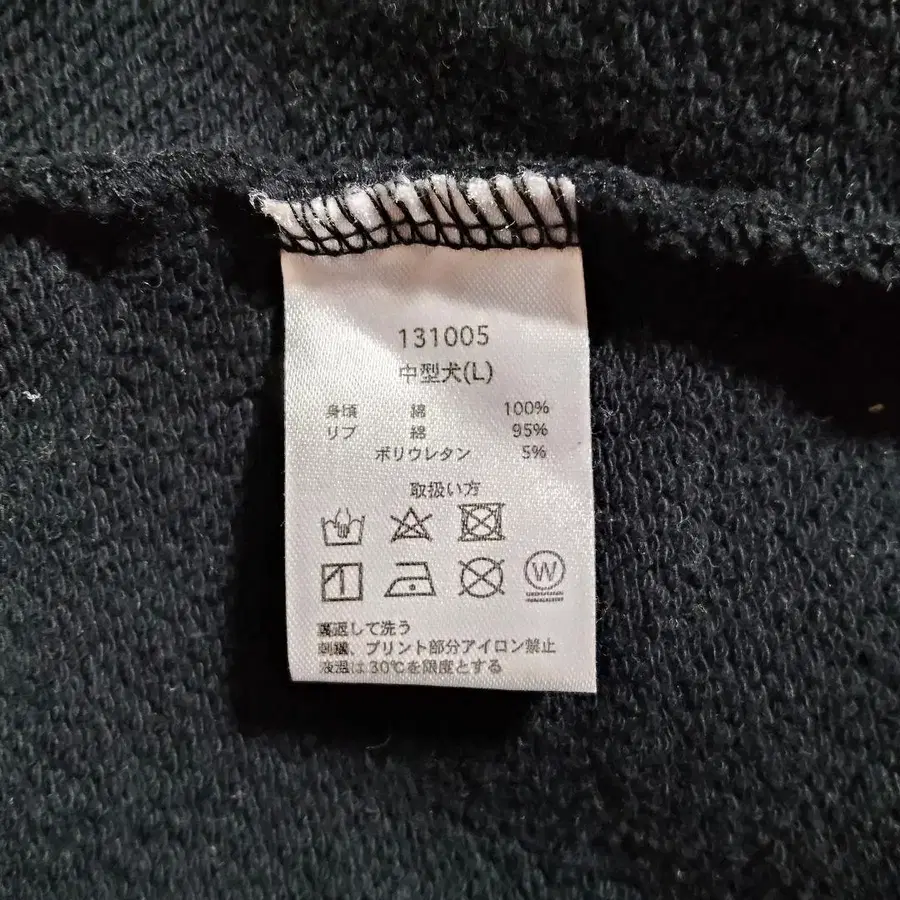 131005
中型犬(L)
身頃 綿 100%
リブ 綿 95%
ポリウレタン 5%
取扱い方
W
裏返して洗う
刺繍、プリント部分アイロン禁止
液温は30℃を限度とする